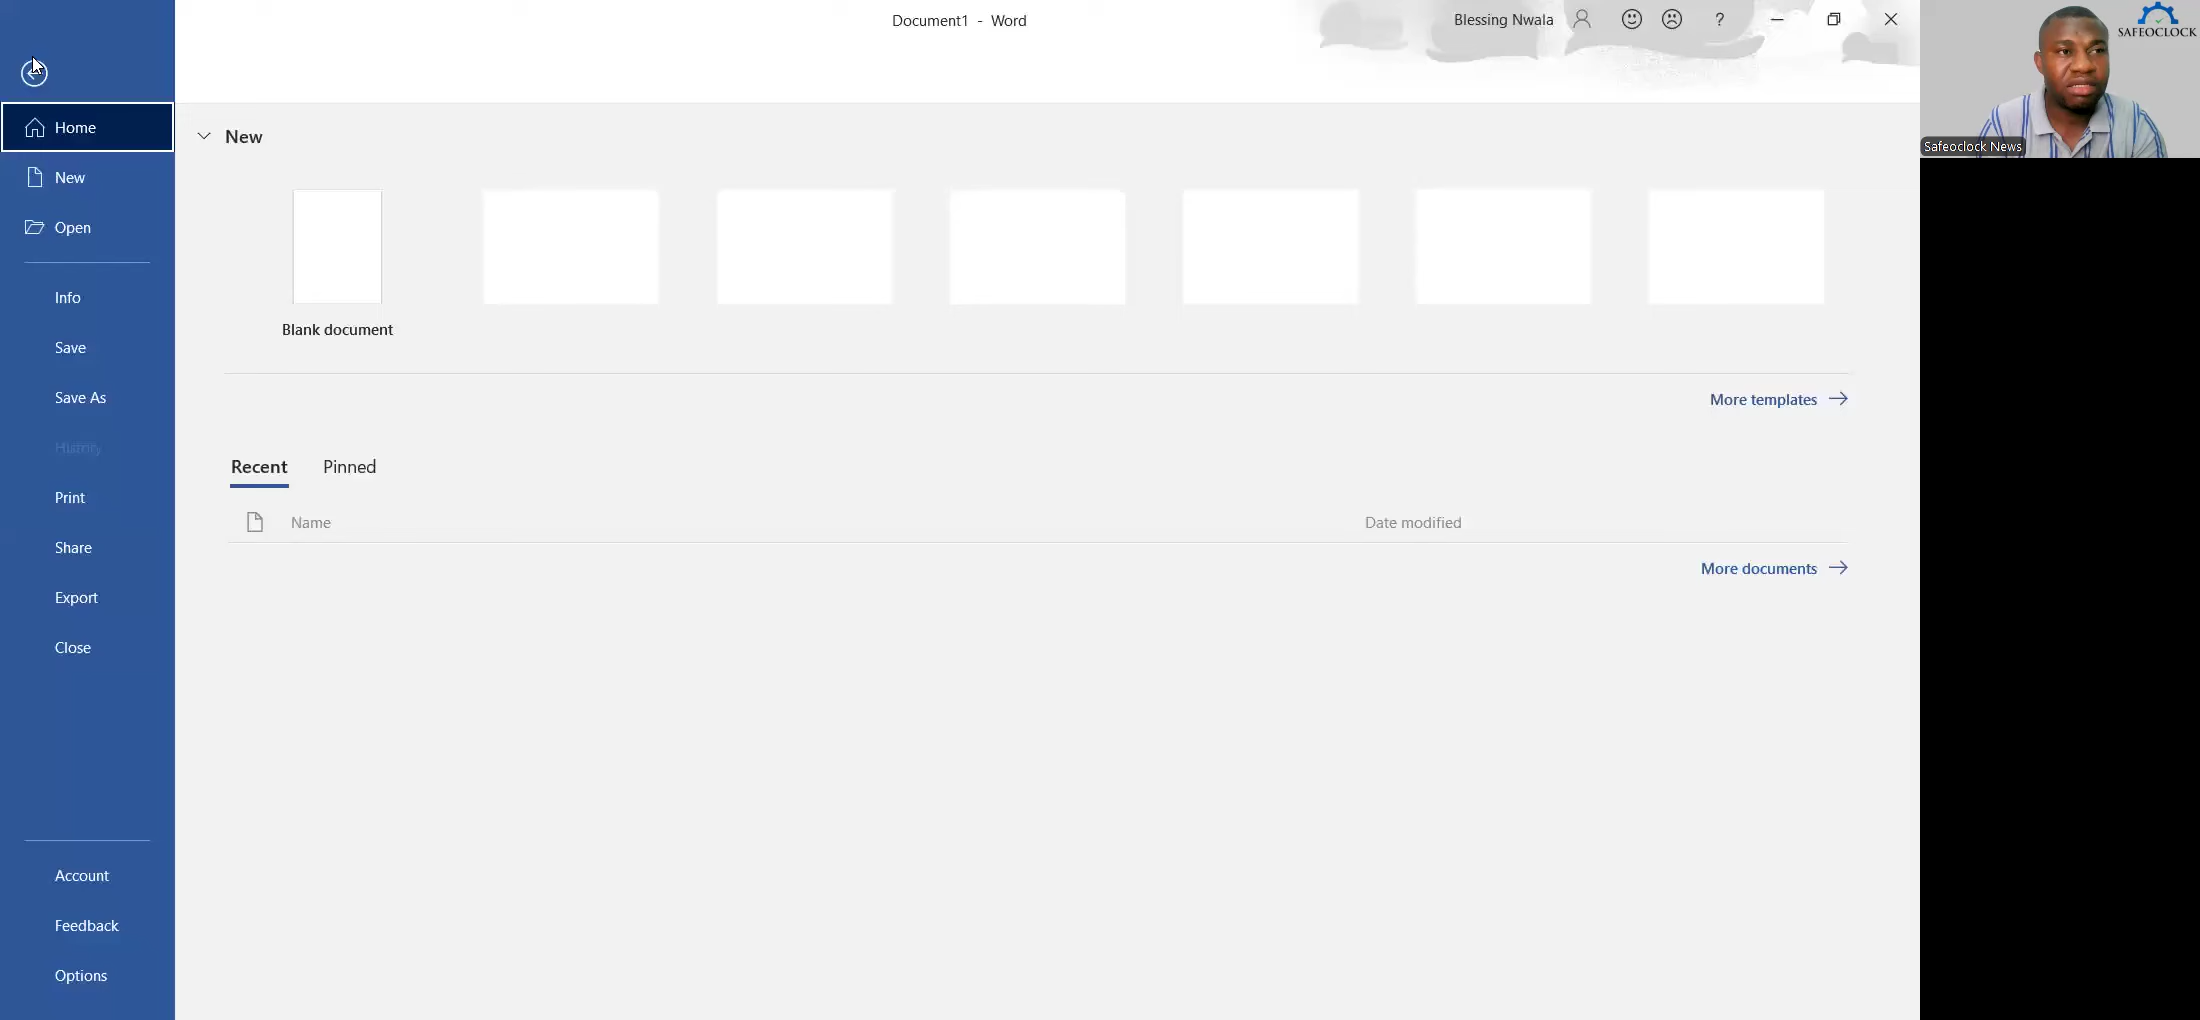 Document1 - Word
Blessing Nwala
?
SAFEOCLOCK
Safeoclock News
Home
New
Open
Info
Save
Save As
History
Print
Share
Export
Close
Account
Feedback
Options
New
Blank document
More templates
Recent Pinned
Name Date modified
More documents